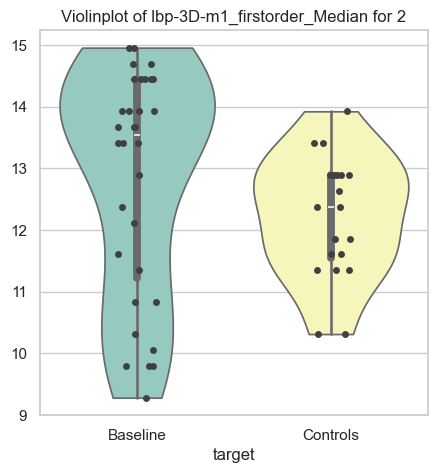 Violinplot of lbp-3D-m1_firstorder_Median for 2
15
14
13
12
11
10
9
Baseline
Controls
target